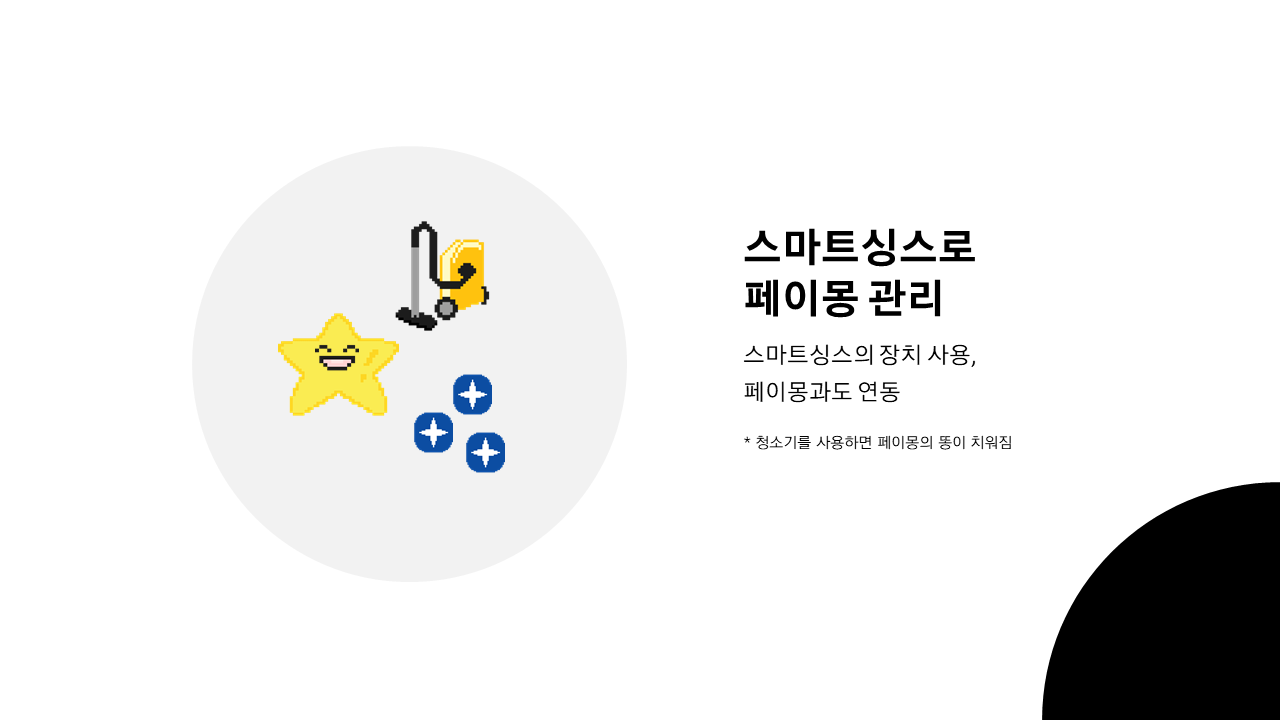 스마트싱스로
페이몽 관리
스마트싱스의 장치 사용,
페이몽과도 연동
* 청소기를 사용하면 페이몽의 똥이 치워짐